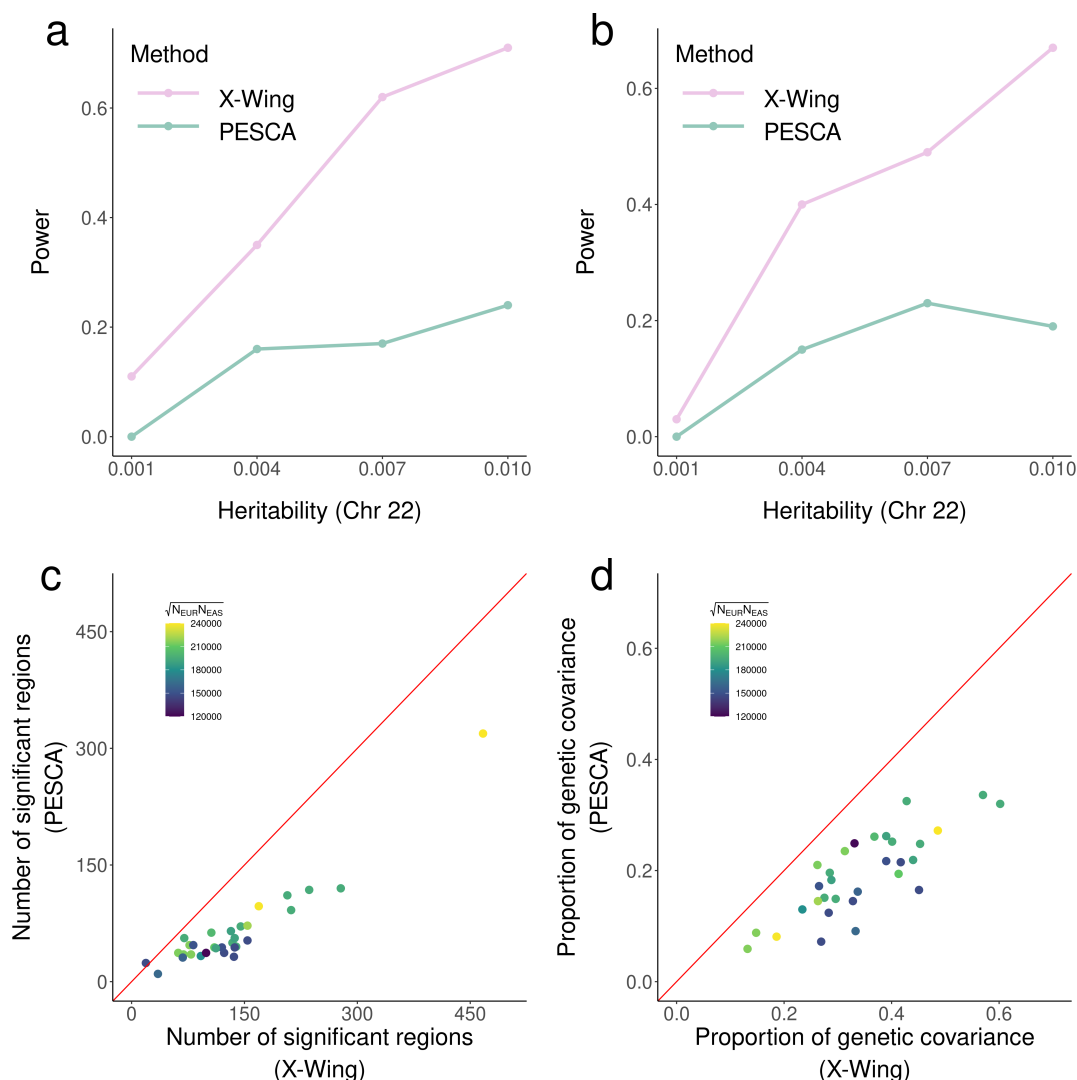 a
Method
X-Wing
PESCA
Power
0.6
0.4
0.2
0.0
0.001 0.004 0.007 0.010
Heritability (Chr 22)
b
Method
X-Wing
PESCA
Power
0.6
0.4
0.2
0.0
0.001 0.004 0.007 0.010
Heritability (Chr 22)
c
√NEURNEAS
240000
210000
180000
150000
120000
Number of significant regions
(PESCA)
450
300
150
0
0 150 300 450
Number of significant regions
(X-Wing)
d
√NEURNEAS
240000
210000
180000
150000
120000
Proportion of genetic covariance
(PESCA)
0.6
0.4
0.2
0.0
0.0 0.2 0.4 0.6
Proportion of genetic covariance
(X-Wing)